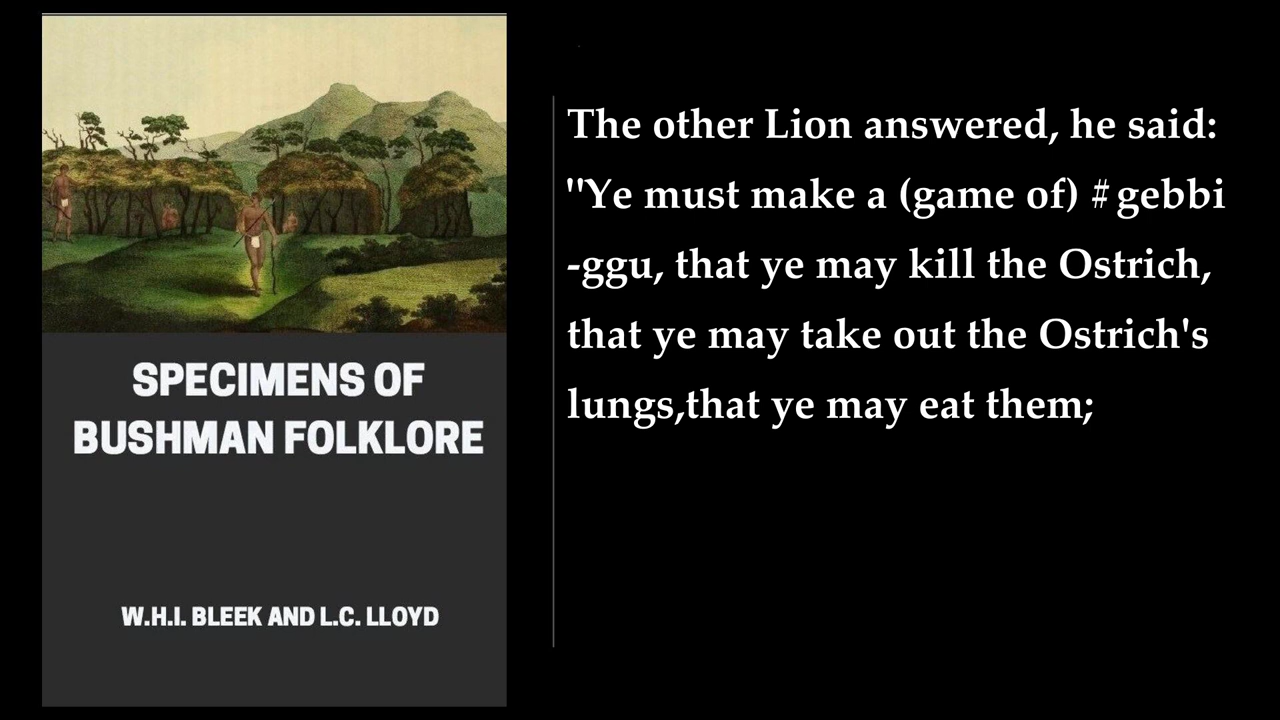 SPECIMENS OF
BUSHMAN FOLKLORE
W.H.I. BLEEK AND L.C. LLOYD
The other Lion answered, he said:
"Ye must make a (game of) #gebbi
-ggu, that ye may kill the Ostrich,
that ye may take out the Ostrich's
lungs,that ye may eat them;